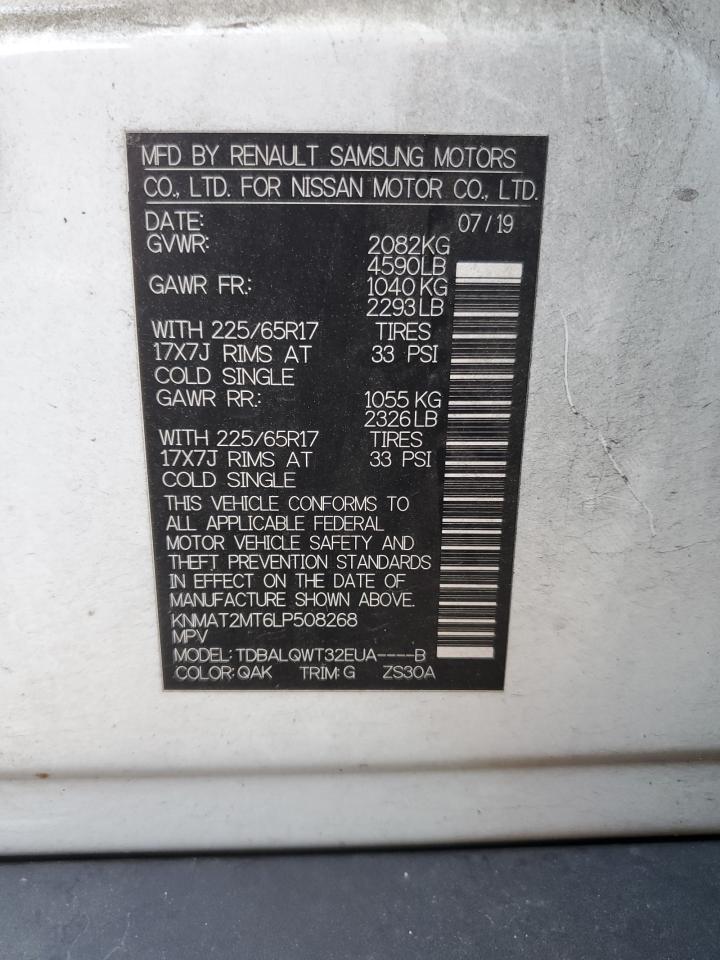 MFD BY RENAULT SAMSUNG MOTORS
CO., LTD. FOR NISSAN MOTOR CO., LTD.
DATE: 07/19
GVWR: 2082KG
4590LB
GAWR FR.: 1040 KG
2293 LB
WITH 225/65R17 TIRES
17X7J RIMS AT 33 PSI
COLD SINGLE
GAWR RR.: 1055 KG
2326 LB
WITH 225/65R17 TIRES
17X7J RIMS AT 33 PSI
COLD SINGLE
THIS VEHICLE CONFORMS TO
ALL APPLICABLE FEDERAL
MOTOR VEHICLE SAFETY AND
THEFT PREVENTION STANDARDS
IN EFFECT ON THE DATE OF
MANUFACTURE SHOWN ABOVE.
KNMAT2MT6LP508268
MPV
MODEL: TDBALQWT32EUA----B
COLOR: QAK TRIM: G ZS30A